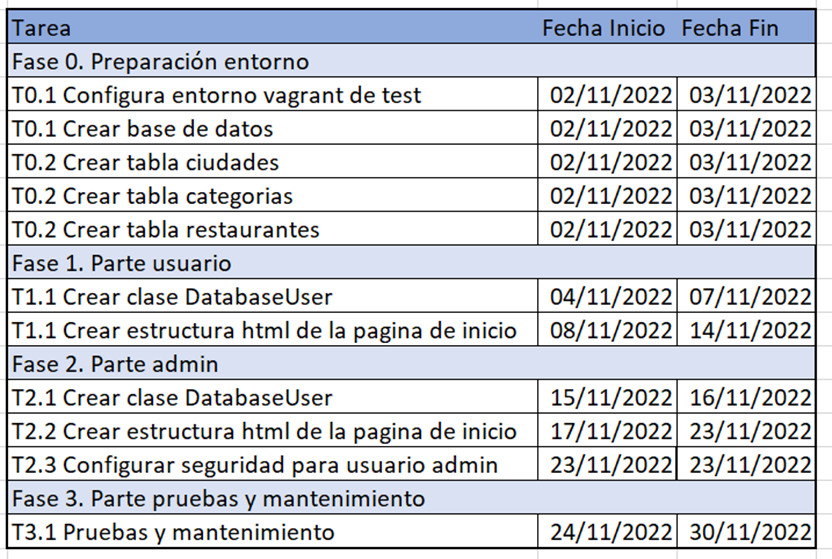 Tarea Fecha Inicio Fecha Fin
Fase 0. Preparación entorno
T0.1 Configura entorno vagrant de test 02/11/2022 03/11/2022
T0.1 Crear base de datos 02/11/2022 03/11/2022
T0.2 Crear tabla ciudades 02/11/2022 03/11/2022
T0.2 Crear tabla categorias 02/11/2022 03/11/2022
T0.2 Crear tabla restaurantes 02/11/2022 03/11/2022
Fase 1. Parte usuario
T1.1 Crear clase DatabaseUser 04/11/2022 07/11/2022
T1.1 Crear estructura html de la pagina de inicio 08/11/2022 14/11/2022
Fase 2. Parte admin
T2.1 Crear clase DatabaseUser 15/11/2022 16/11/2022
T2.2 Crear estructura html de la pagina de inicio 17/11/2022 23/11/2022
T2.3 Configurar seguridad para usuario admin 23/11/2022 23/11/2022
Fase 3. Parte pruebas y mantenimiento
T3.1 Pruebas y mantenimiento 24/11/2022 30/11/2022